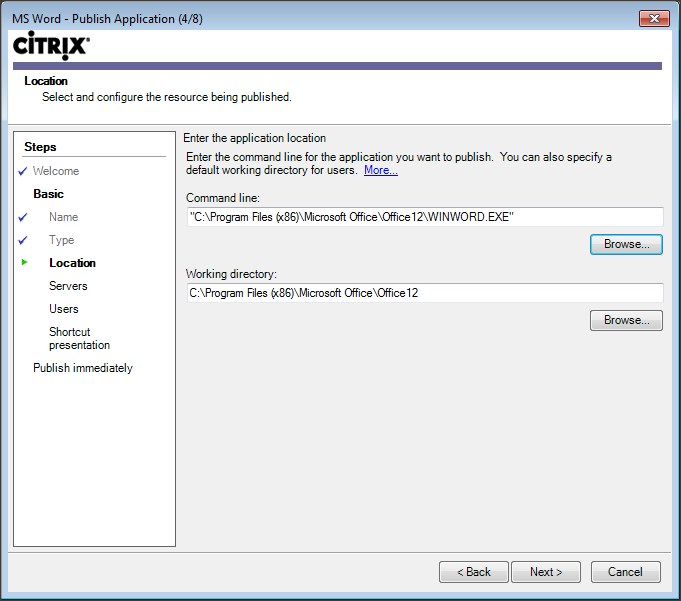 MS Word - Publish Application (4/8)
CİTRIX®
Location
Select and configure the resource being published.
Steps
Welcome
Basic
Name
Type
Location
Servers
Users
Shortcut
presentation
Publish immediately
Enter the application location
Enter the command line for the application you want to publish. You can also specify a
default working directory for users. More...
Command line:
"C:\Program Files (x86)\Microsoft Office\Office12\WINWORD.EXE"
Browse...
Working directory:
C:\Program Files (x86)\Microsoft Office\Office12
Browse...
< Back
Next >
Cancel